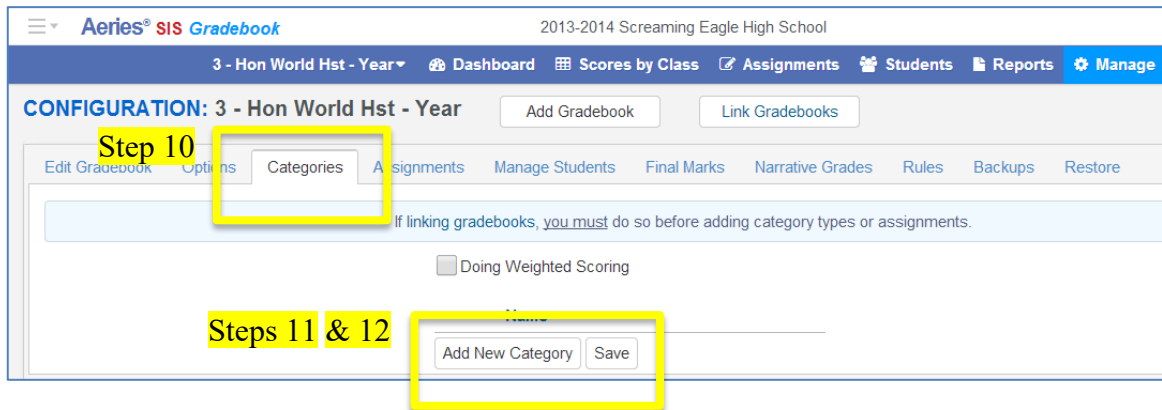 Aeries® SIS Gradebook 2013-2014 Screaming Eagle High School
3 - Hon World Hst - Year Dashboard Scores by Class Assignments Students Reports Manage
CONFIGURATION: 3 - Hon World Hst - Year Add Gradebook Link Gradebooks
Step 10
Edit Gradebook Options Categories Assignments Manage Students Final Marks Narrative Grades Rules Backups Restore
If linking gradebooks, you must do so before adding category types or assignments.
Doing Weighted Scoring
Name
Steps 11 & 12
Add New Category Save